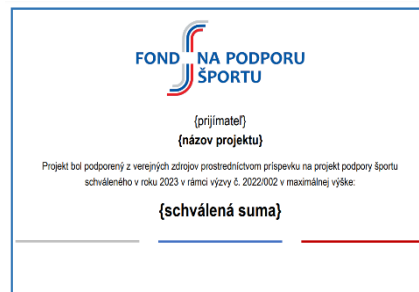 FOND NA PODPORU
ŠPORTU
{prijímateľ}
{názov projektu}
Projekt bol podporený z verejných zdrojov prostredníctvom príspevku na projekt podpory športu
schváleného v roku 2023 v rámci výzvy č. 2022/002 v maximálnej výške:
{schválená suma}